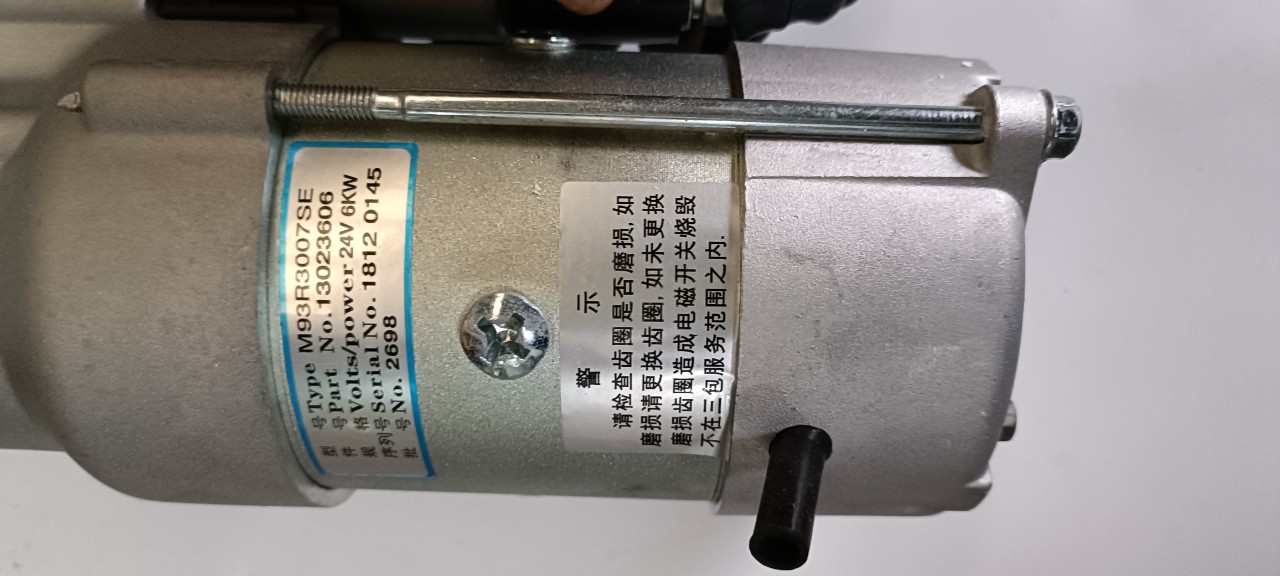 型 号 Type M93R3007SE
件 号 Part No.13023606
规 格 Volts/power 24V 6KW
序列号 Serial No. 1812 0145
批 号 No. 2698
警 示
请检查齿圈是否磨损,如
磨损请更换齿圈,如未更换
磨损齿圈造成电磁开关烧毁
不在三包服务范围之内.